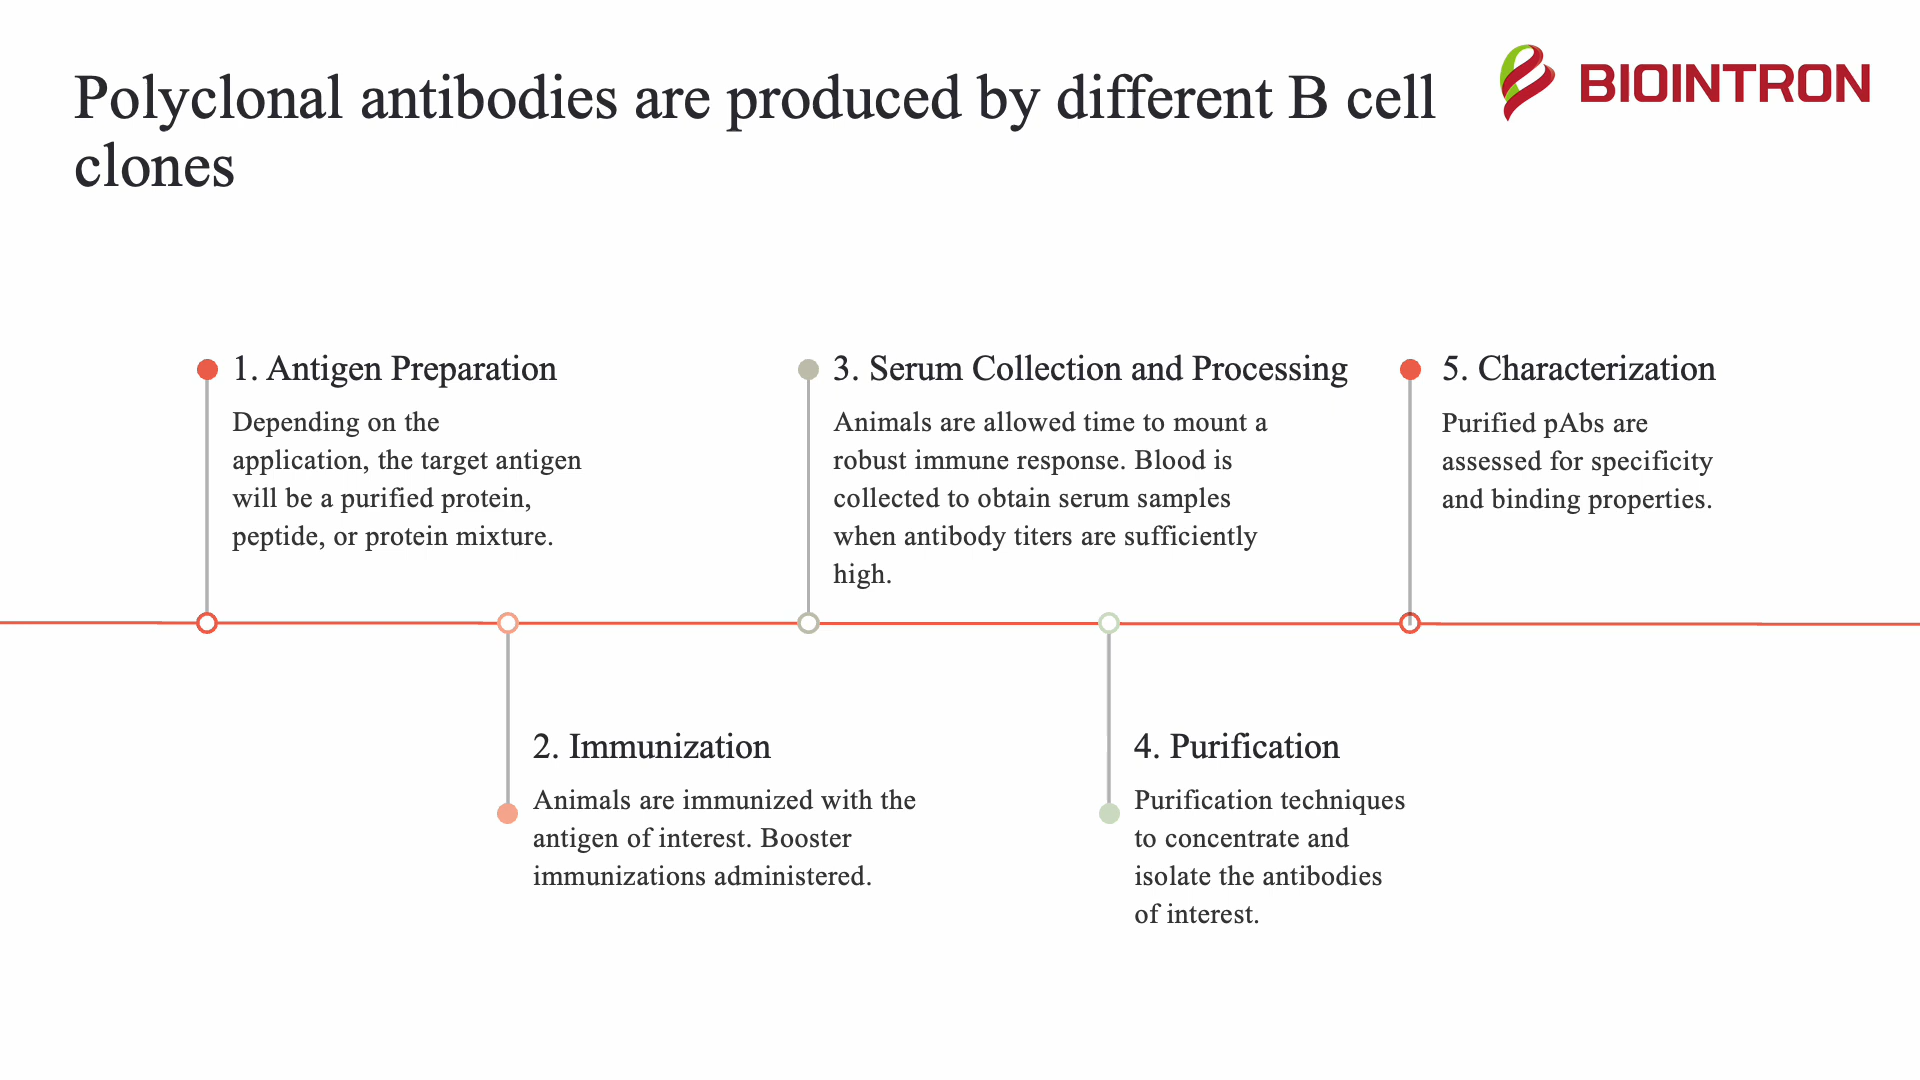 Polyclonal antibodies are produced by different B cell
clones
BIOINTRON
1. Antigen Preparation
Depending on the
application, the target antigen
will be a purified protein,
peptide, or protein mixture.
2. Immunization
Animals are immunized with the
antigen of interest. Booster
immunizations administered.
3. Serum Collection and Processing
Animals are allowed time to mount a
robust immune response. Blood is
collected to obtain serum samples
when antibody titers are sufficiently
high.
4. Purification
Purification techniques
to concentrate and
isolate the antibodies
of interest.
5. Characterization
Purified pAbs are
assessed for specificity
and binding properties.